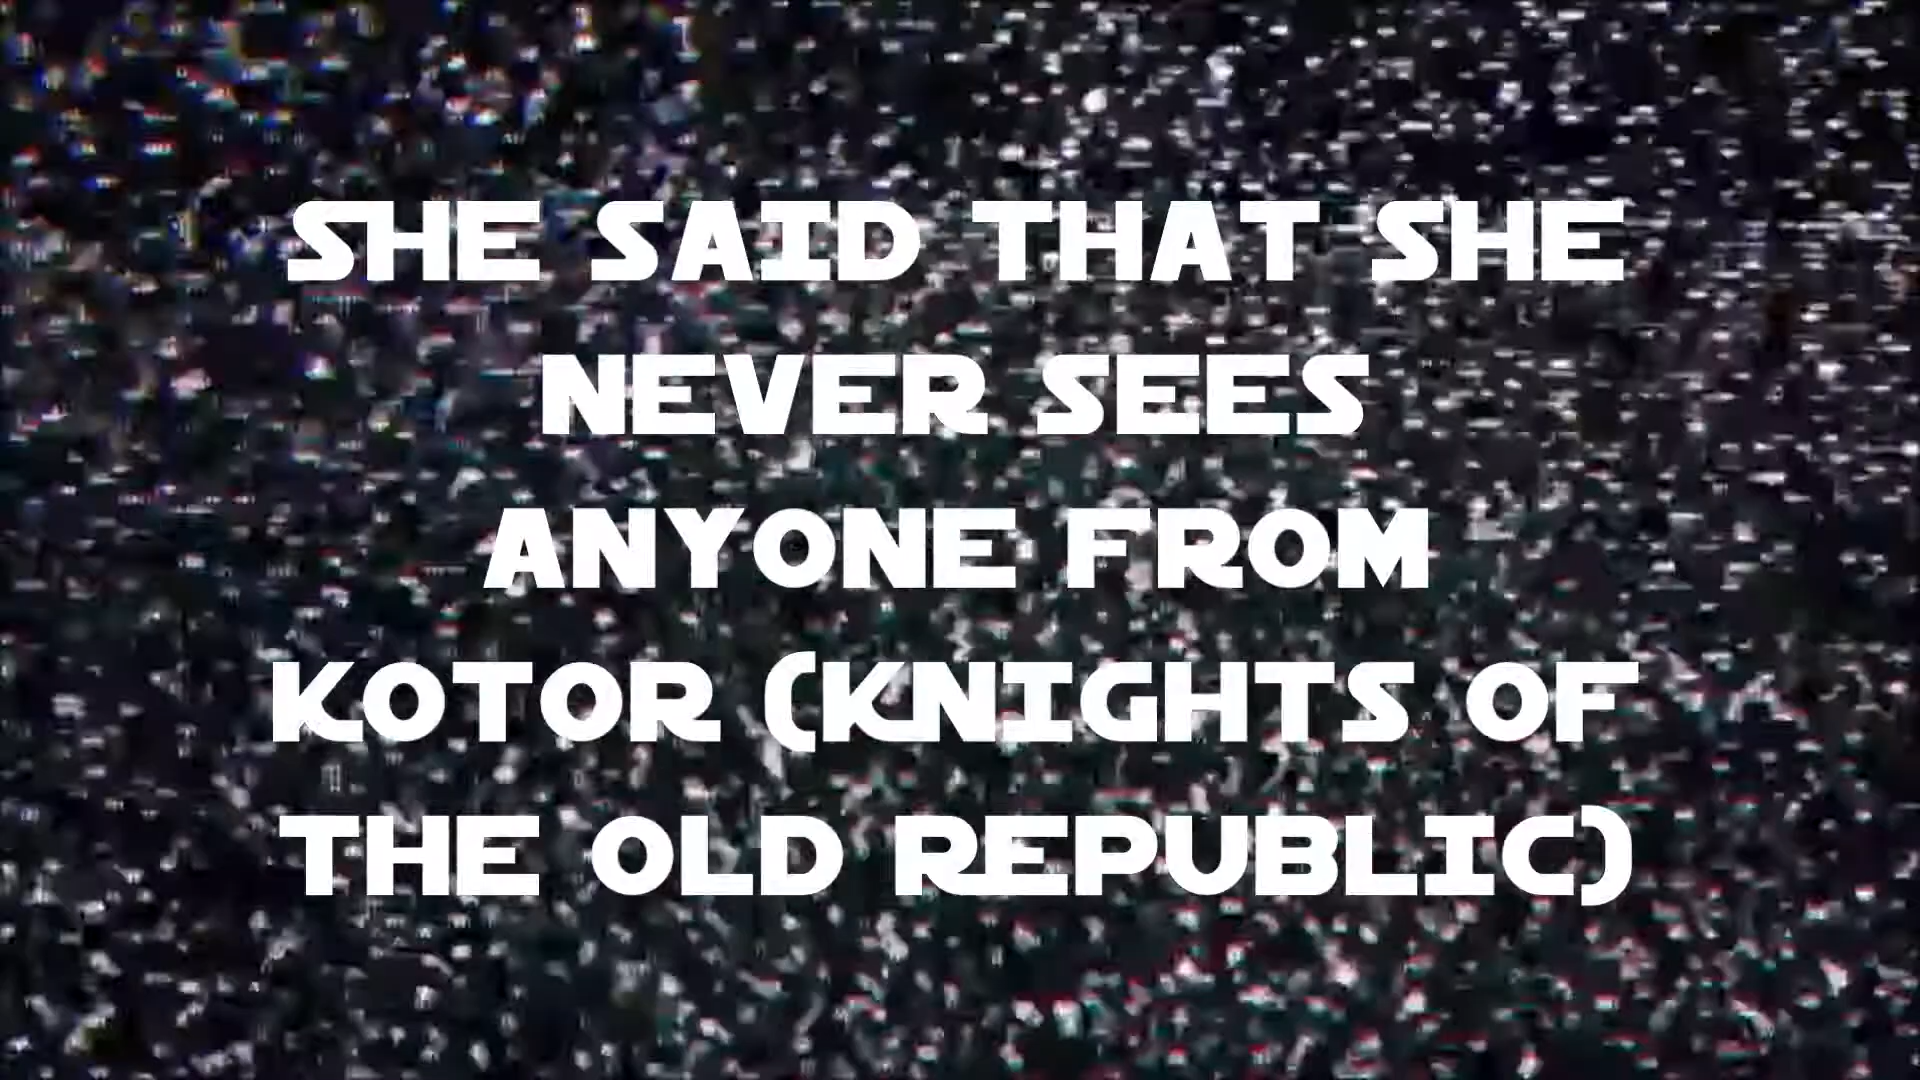 SHE SAID THAT SHE
NEVER SEES
ANYONE FROM
KOTOR (KNIGHTS OF
THE OLD REPUBLIC)